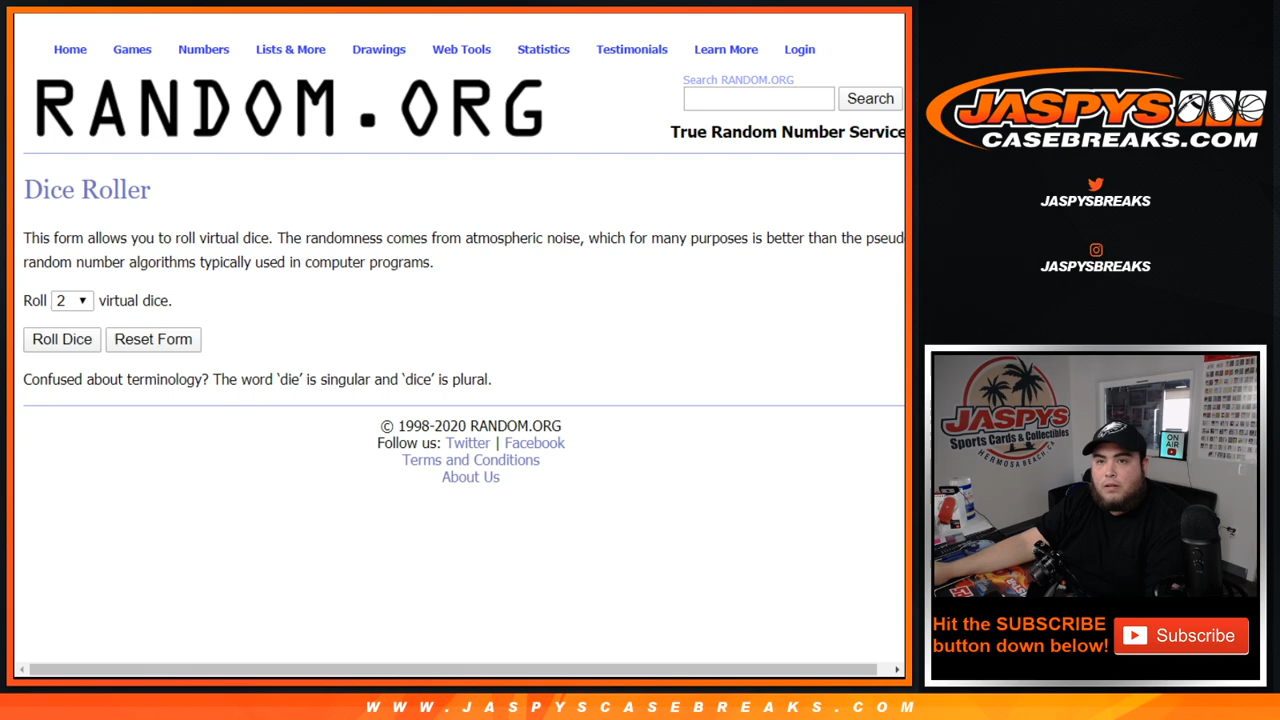 Home Games Numbers Lists & More Drawings Web Tools Statistics Testimonials Learn More Login
RANDOM.ORG
Search RANDOM.ORG
Search
True Random Number Service
Dice Roller
This form allows you to roll virtual dice. The randomness comes from atmospheric noise, which for many purposes is better than the pseud
random number algorithms typically used in computer programs.
Roll 2 virtual dice.
Roll Dice Reset Form
Confused about terminology? The word ‘die’ is singular and ‘dice’ is plural.
© 1998-2020 RANDOM.ORG
Follow us: Twitter | Facebook
Terms and Conditions
About Us
JASPYS
CASEBREAKS.COM
JASPYSBREAKS
JASPYSBREAKS
JASPYS
Sports Cards & Collectibles
HERMOSA BEACH, CA
ON
AIR
Hit the SUBSCRIBE
button down below!
Subscribe
WWW.JASPYSCASEBREAKS.COM